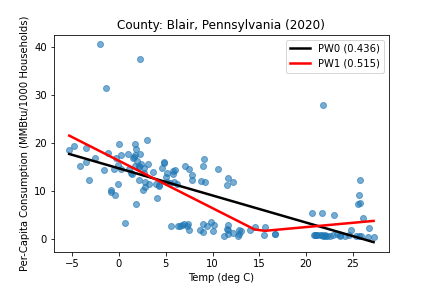 County: Blair, Pennsylvania (2020)
PW0 (0.436)
PW1 (0.515)
Per-Capita Consumption (MMBtu/1000 Households)
40
30
20
10
0
−5
0
5
10
15
20
25
Temp (deg C)